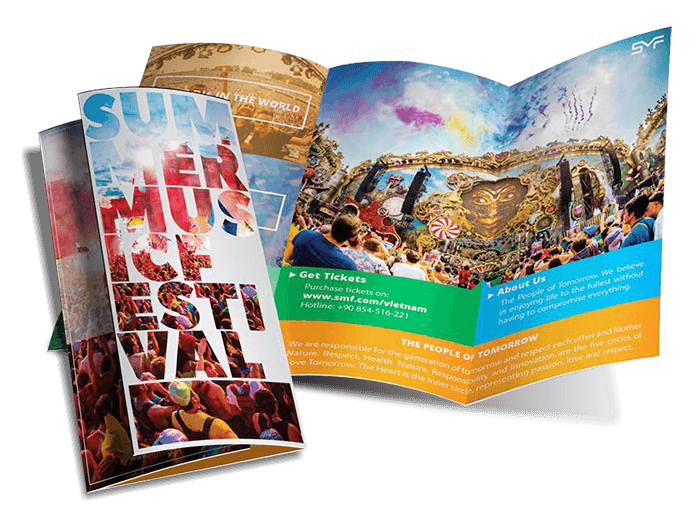 SUM
MER
MUS
IC F
ESTI
VAL
IN THE WORLD
SMF
Get Tickets
Purchase tickets on:
www.smf.com/vietnam
Hotline: +90 854-516-221
About Us
The People of Tomorrow. We believe
in enjoying life to the fullest without
having to compromise everything.
THE PEOPLE OF TOMORROW
We are responsible for the generation of tomorrow and respect each other and Mother
Nature. Respect, Health, Nature, Responsibility and Innovation are the five circles of
Love Tomorrow. The Heart is the inner circle, representing passion, love and respect